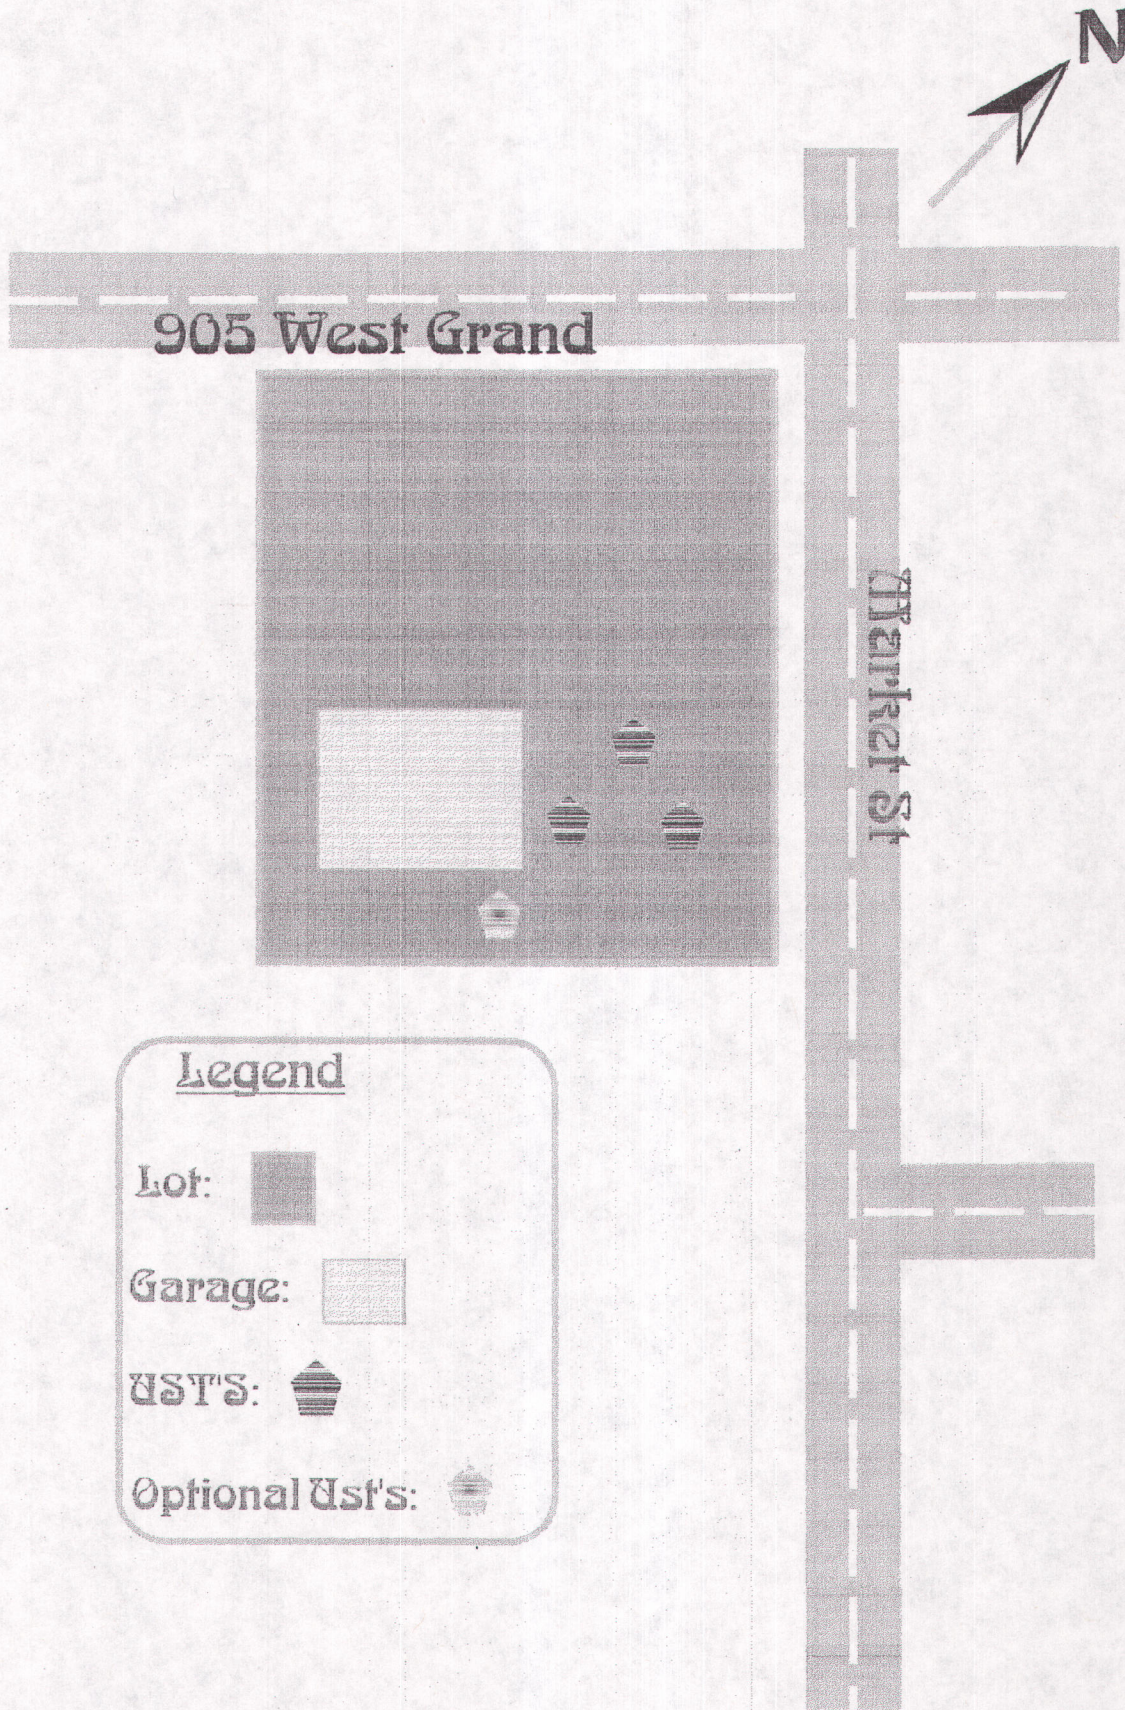 N
905 West Grand
Market St
Legend
Lot:
Garage:
UST'S:
Optional Ust's: